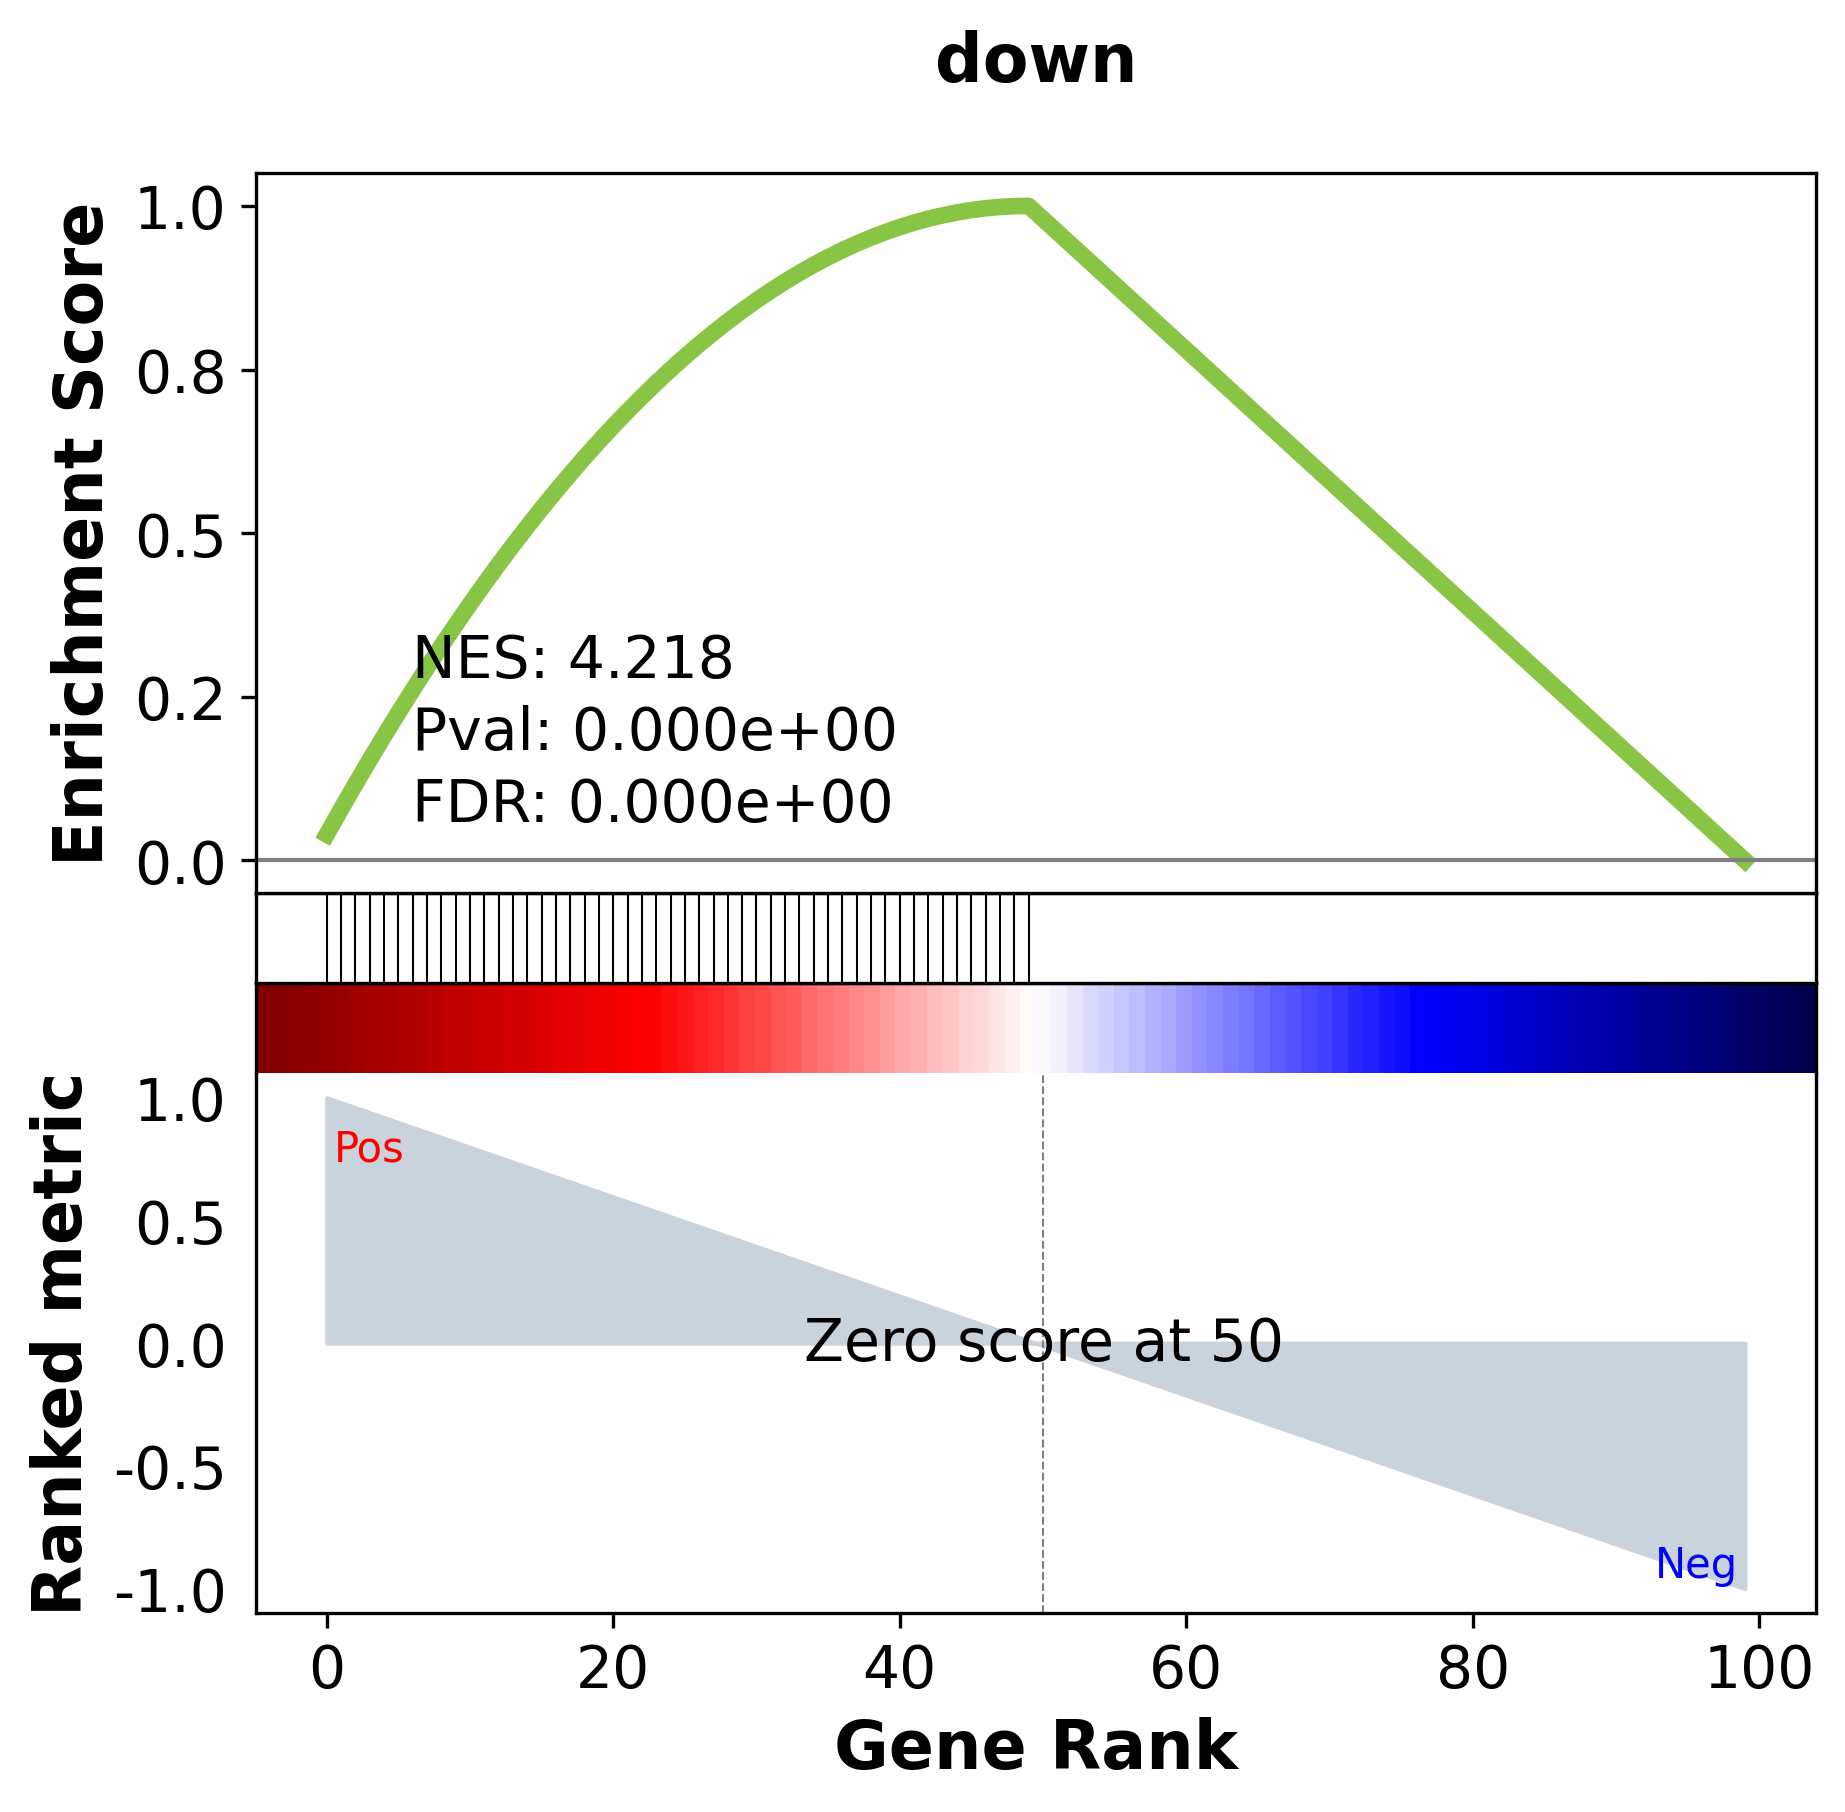 down
Enrichment Score
1.0
0.8
0.5
0.2
0.0
NES: 4.218
Pval: 0.000e+00
FDR: 0.000e+00
Ranked metric
1.0
0.5
0.0
-0.5
-1.0
Pos
Zero score at 50
Neg
0 20 40 60 80 100
Gene Rank